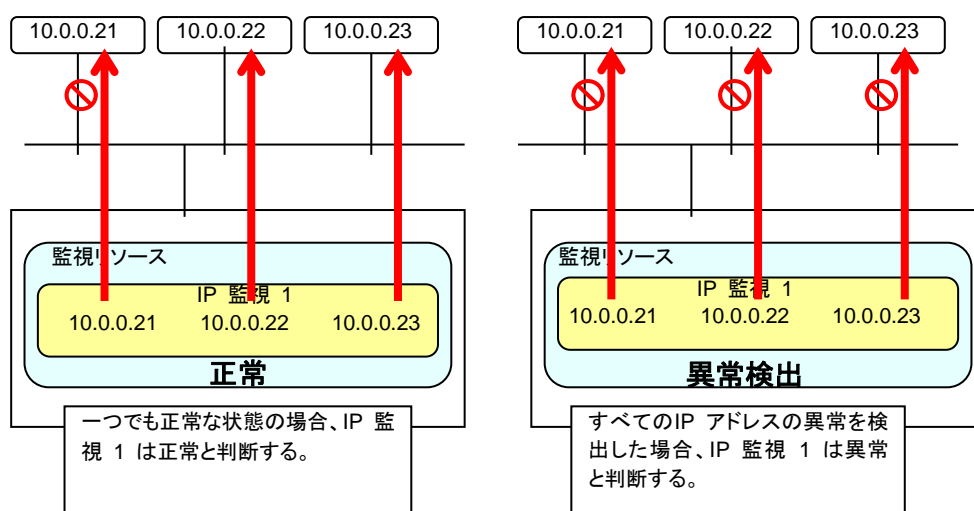 10.0.0.21 10.0.0.22 10.0.0.23
監視リソース
IP 監視 1
10.0.0.21 10.0.0.22 10.0.0.23
正常
一つでも正常な状態の場合、IP 監
視 1 は正常と判断する。
10.0.0.21 10.0.0.22 10.0.0.23
監視リソース
IP 監視 1
10.0.0.21 10.0.0.22 10.0.0.23
異常検出
すべてのIP アドレスの異常を検
出した場合、IP 監視 1 は異常
と判断する。